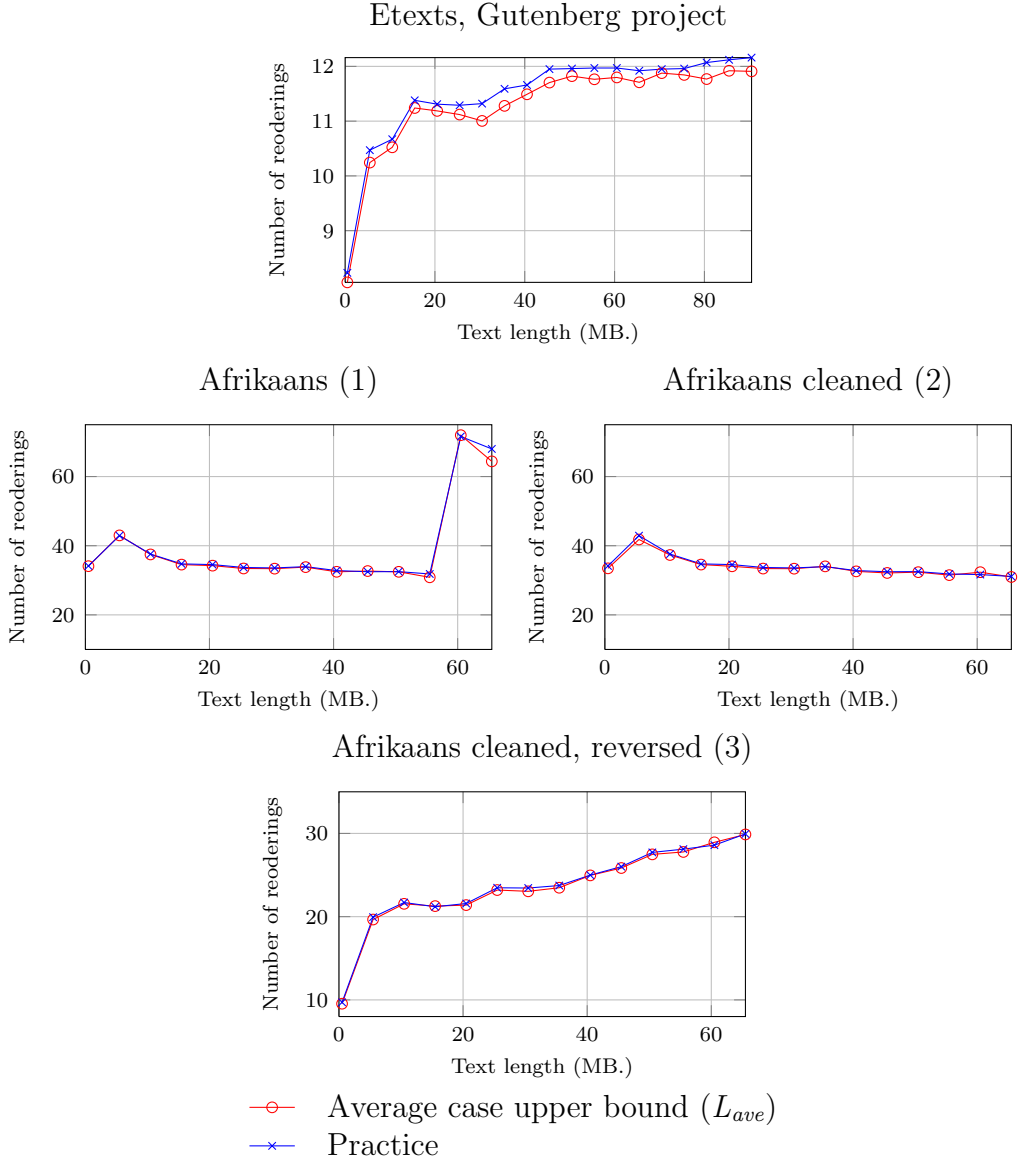 Etexts, Gutenberg project
Number of reoderings
12
11
10
9
0 20 40 60 80
Text length (MB.)
Afrikaans (1)
Number of reoderings
60
40
20
0 20 40 60
Text length (MB.)
Afrikaans cleaned (2)
Number of reoderings
60
40
20
0 20 40 60
Text length (MB.)
Afrikaans cleaned, reversed (3)
Number of reoderings
30
20
10
0 20 40 60
Text length (MB.)
Average case upper bound (L_ave)
Practice